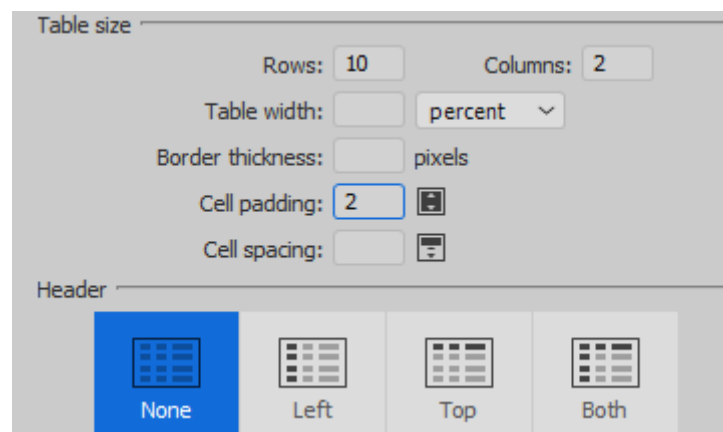 Table size
Rows: 10 Columns: 2
Table width: percent
Border thickness: pixels
Cell padding: 2
Cell spacing:
Header
None Left Top Both